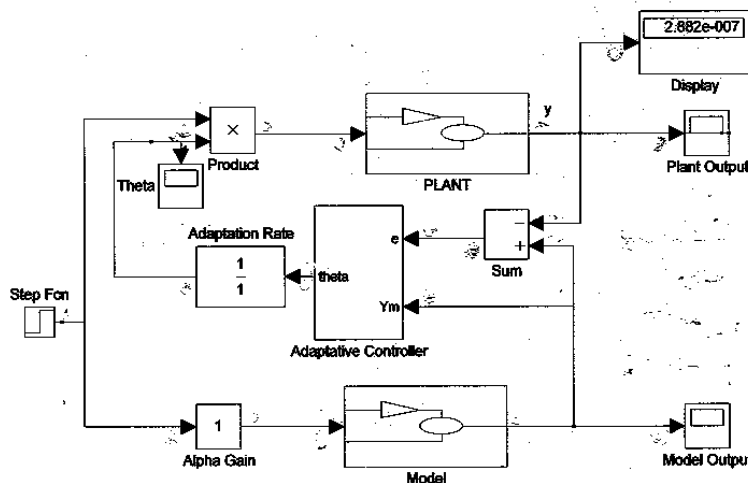 2.882e-007
Display
y
×
Product
PLANT
Plant Output
Theta
Adaptation Rate
1
1
e
theta
Ym
−
+
Sum
Step Fcn
Adaptative Controller
1
Alpha Gain
Model
Model Output